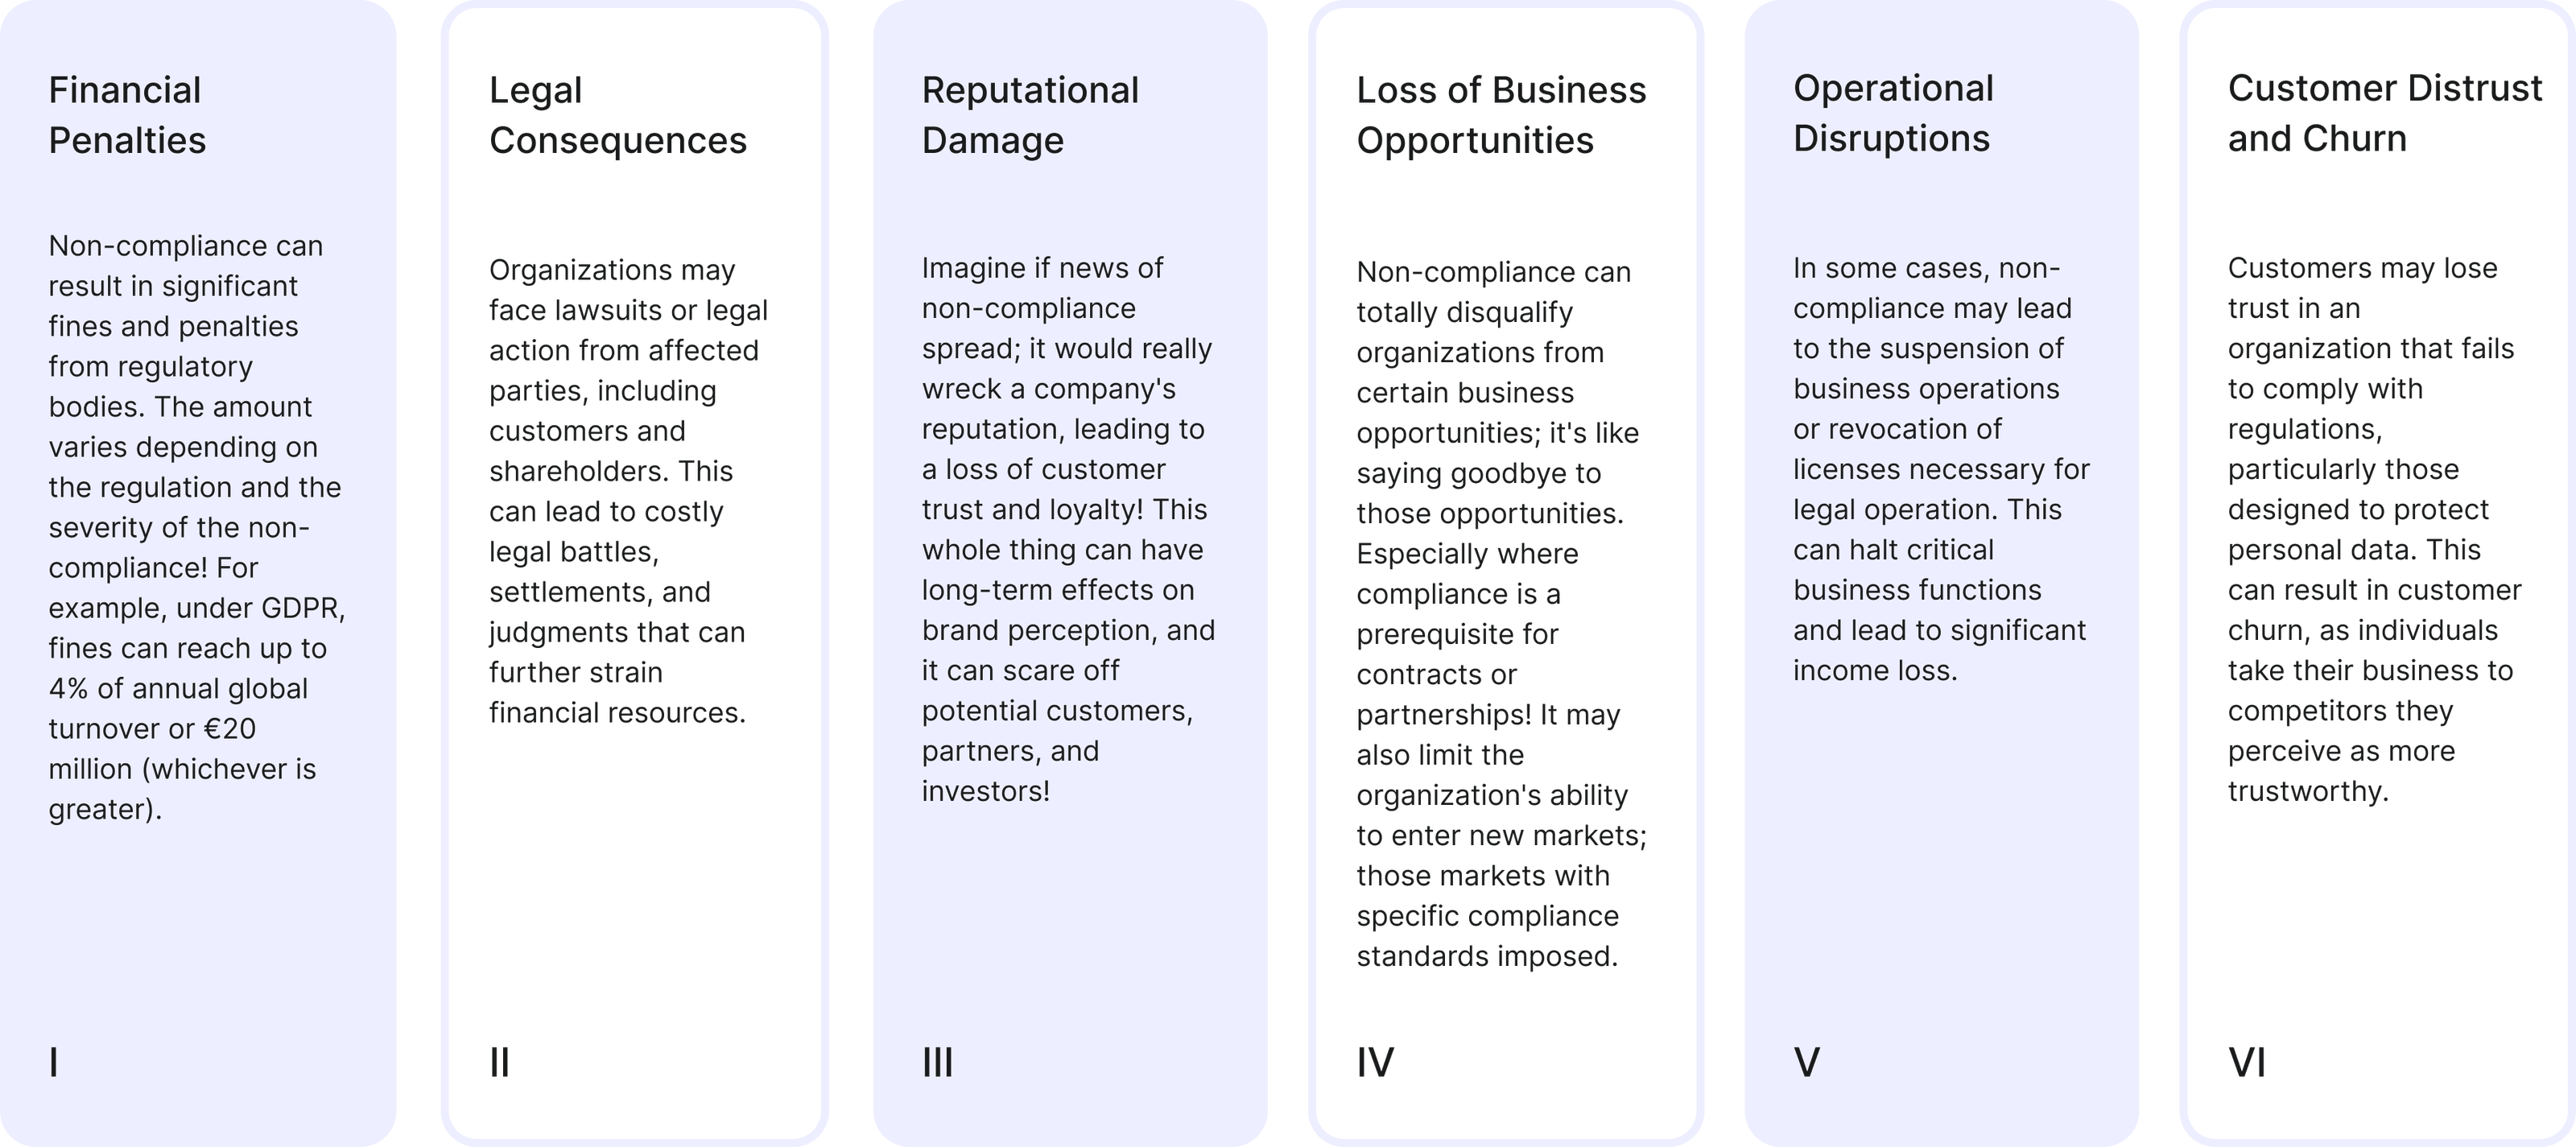 Financial
Penalties
Non-compliance can
result in significant
fines and penalties
from regulatory
bodies. The amount
varies depending on
the regulation and the
severity of the non-
compliance! For
example, under GDPR,
fines can reach up to
4% of annual global
turnover or €20
million (whichever is
greater).
I
Legal
Consequences
Organizations may
face lawsuits or legal
action from affected
parties, including
customers and
shareholders. This
can lead to costly
legal battles,
settlements, and
judgments that can
further strain
financial resources.
II
Reputational
Damage
Imagine if news of
non-compliance
spread; it would really
wreck a company's
reputation, leading to
a loss of customer
trust and loyalty! This
whole thing can have
long-term effects on
brand perception, and
it can scare off
potential customers,
partners, and
investors!
III
Loss of Business
Opportunities
Non-compliance can
totally disqualify
organizations from
certain business
opportunities; it's like
saying goodbye to
those opportunities.
Especially where
compliance is a
prerequisite for
contracts or
partnerships! It may
also limit the
organization's ability
to enter new markets;
those markets with
specific compliance
standards imposed.
IV
Operational
Disruptions
In some cases, non-
compliance may lead
to the suspension of
business operations
or revocation of
licenses necessary for
legal operation. This
can halt critical
business functions
and lead to significant
income loss.
V
Customer Distrust
and Churn
Customers may lose
trust in an
organization that fails
to comply with
regulations,
particularly those
designed to protect
personal data. This
can result in customer
churn, as individuals
take their business to
competitors they
perceive as more
trustworthy.
VI